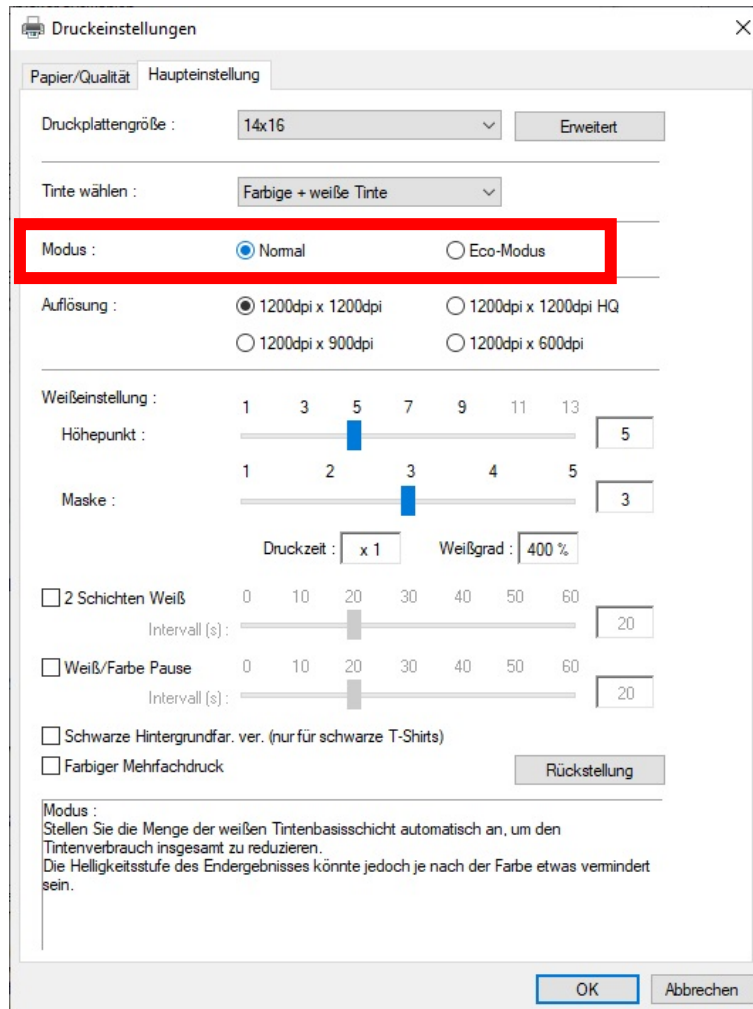 Druckeinstellungen
Papier/Qualität Haupteinstellung
Druckplattengröße : 14x16 Erweitert
Tinte wählen : Farbige + weiße Tinte
Modus : Normal Eco-Modus
Auflösung : 1200dpi x 1200dpi 1200dpi x 1200dpi HQ
1200dpi x 900dpi 1200dpi x 600dpi
Weißeinstellung :
1 3 5 7 9 11 13
Höhepunkt : 5
1 2 3 4 5
Maske : 3
Druckzeit : x 1 Weißgrad : 400 %
2 Schichten Weiß 0 10 20 30 40 50 60
Intervall (s) : 20
Weiß/Farbe Pause 0 10 20 30 40 50 60
Intervall (s) : 20
Schwarze Hintergrundfar. ver. (nur für schwarze T-Shirts)
Farbiger Mehrfachdruck Rückstellung
Modus :
Stellen Sie die Menge der weißen Tintenbasisschicht automatisch an, um den
Tintenverbrauch insgesamt zu reduzieren.
Die Helligkeitsstufe des Endergebnisses könnte jedoch je nach der Farbe etwas vermindert
sein.
OK Abbrechen